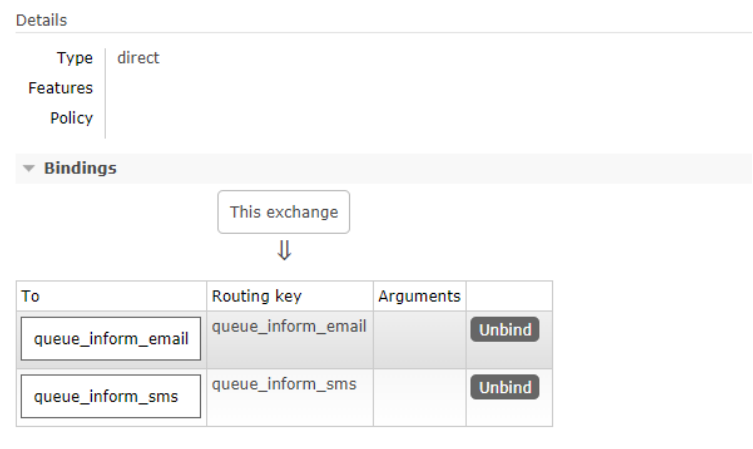 Details
Type direct
Features
Policy
Bindings
This exchange
⇓
To Routing key Arguments
queue_inform_email queue_inform_email Unbind
queue_inform_sms queue_inform_sms Unbind